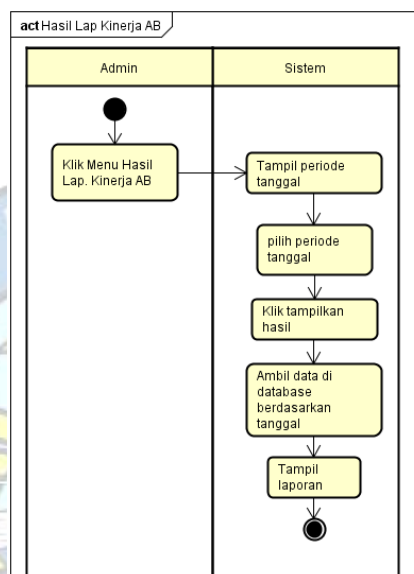 act Hasil Lap Kinerja AB
Admin
Sistem
Klik Menu Hasil
Lap. Kinerja AB
Tampil periode
tanggal
pilih periode
tanggal
Klik tampilkan
hasil
Ambil data di
database
berdasarkan
tanggal
Tampil
laporan